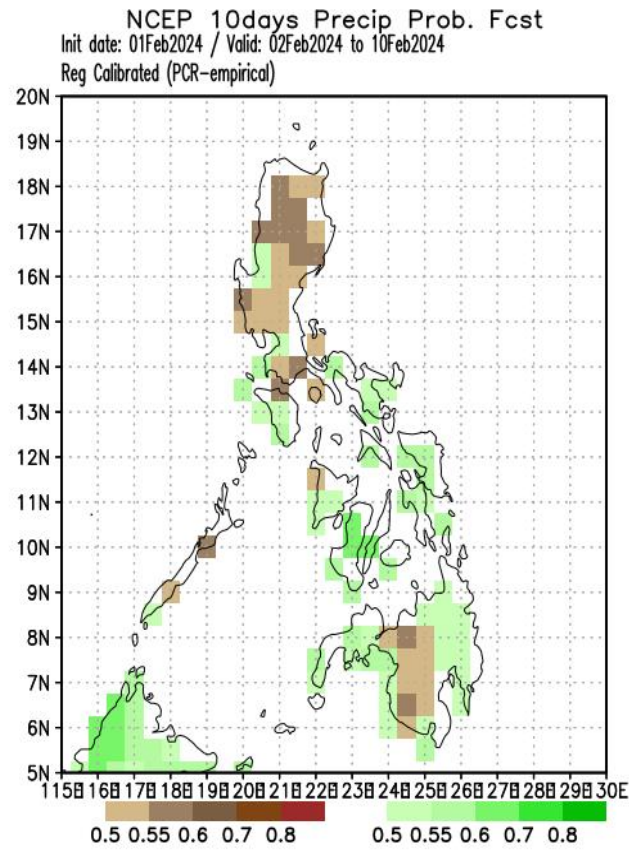 NCEP 10days Precip Prob. Fcst
Init date: 01Feb2024 / Valid: 02Feb2024 to 10Feb2024
Reg Calibrated (PCR-empirical)
20N
19N
18N
17N
16N
15N
14N
13N
12N
11N
10N
9N
8N
7N
6N
5N
115E 116E 117E 118E 119E 120E 121E 122E 123E 124E 125E 126E 127E 128E 129E 130E
0.5 0.55 0.6 0.7 0.8 0.5 0.55 0.6 0.7 0.8